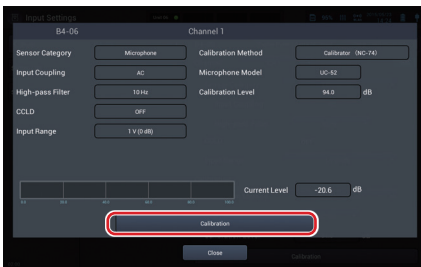 Input Settings
B4-06 Channel 1
Sensor Category Microphone Calibration Method Calibrator (NC-74)
Input Coupling AC Microphone Model UC-52
High-pass Filter 10 Hz Calibration Level 94.0 dB
CCLD OFF
Input Range 1 V (0 dB)
Current Level -20.6 dB
Calibration
Close
Calibration